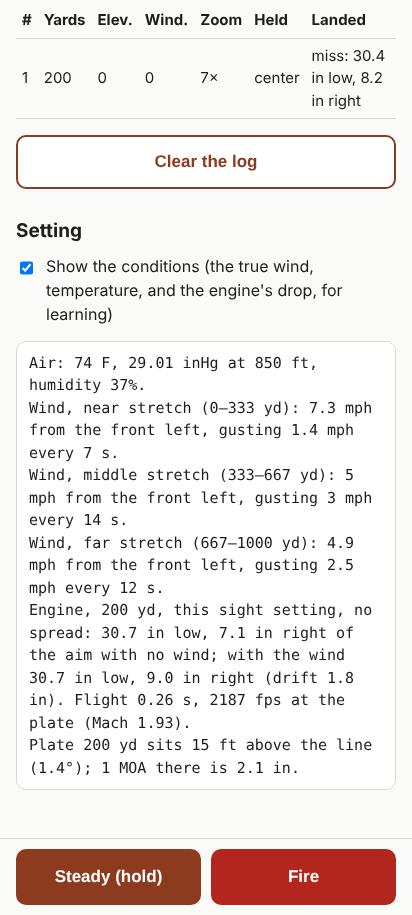 # Yards Elev. Wind. Zoom Held Landed
1 200 0 0 7× center miss: 30.4
in low, 8.2
in right
Clear the log
Setting
Show the conditions (the true wind,
temperature, and the engine's drop, for
learning)
Air: 74 F, 29.01 inHg at 850 ft,
humidity 37%.
Wind, near stretch (0–333 yd): 7.3 mph
from the front left, gusting 1.4 mph
every 7 s.
Wind, middle stretch (333–667 yd): 5
mph from the front left, gusting 3 mph
every 14 s.
Wind, far stretch (667–1000 yd): 4.9
mph from the front left, gusting 2.5
mph every 12 s.
Engine, 200 yd, this sight setting, no
spread: 30.7 in low, 7.1 in right of
the aim with no wind; with the wind
30.7 in low, 9.0 in right (drift 1.8
in). Flight 0.26 s, 2187 fps at the
plate (Mach 1.93).
Plate 200 yd sits 15 ft above the line
(1.4°); 1 MOA there is 2.1 in.
Steady (hold)
Fire